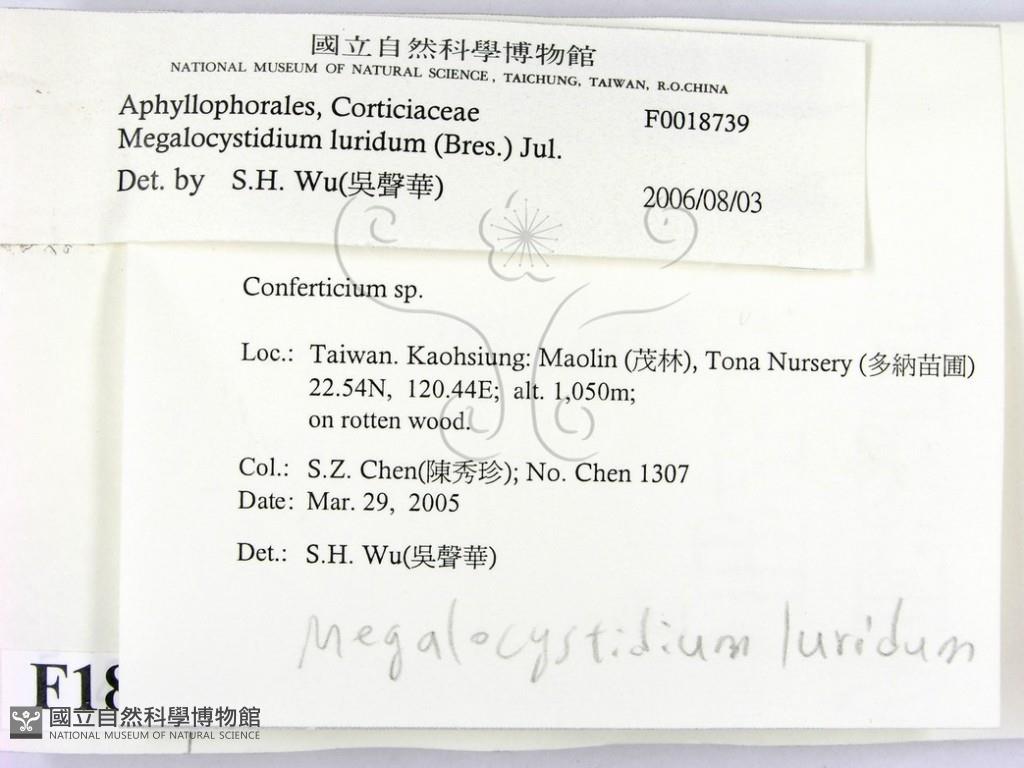 國立自然科學博物館
NATIONAL MUSEUM OF NATURAL SCIENCE, TAICHUNG, TAIWAN, R.O.CHINA
Aphyllophorales, Corticiaceae F0018739
Megalocystidium luridum (Bres.) Jul.
Det. by S.H. Wu(吳聲華) 2006/08/03
Conferticium sp.
Loc.: Taiwan. Kaohsiung: Maolin (茂林), Tona Nursery (多納苗圃)
22.54N, 120.44E; alt. 1,050m;
on rotten wood.
Col.: S.Z. Chen(陳秀珍); No. Chen 1307
Date: Mar. 29, 2005
Det.: S.H. Wu(吳聲華)
Megalocystidium luridum
F18
國立自然科學博物館
NATIONAL MUSEUM OF NATURAL SCIENCE